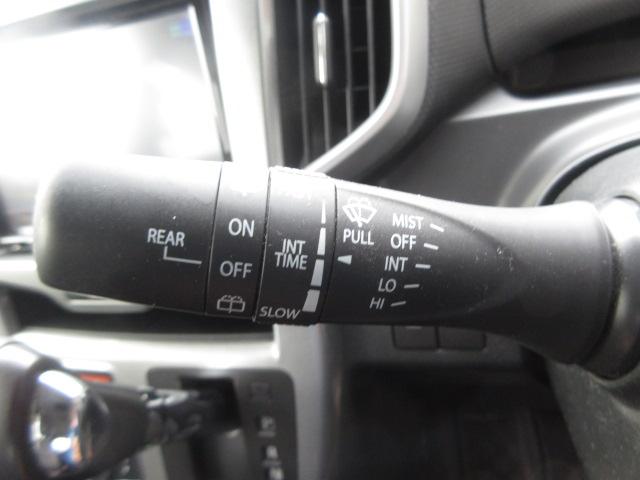 REAR
ON
OFF
INT
TIME
SLOW
PULL
MIST
OFF
INT
LO
HI